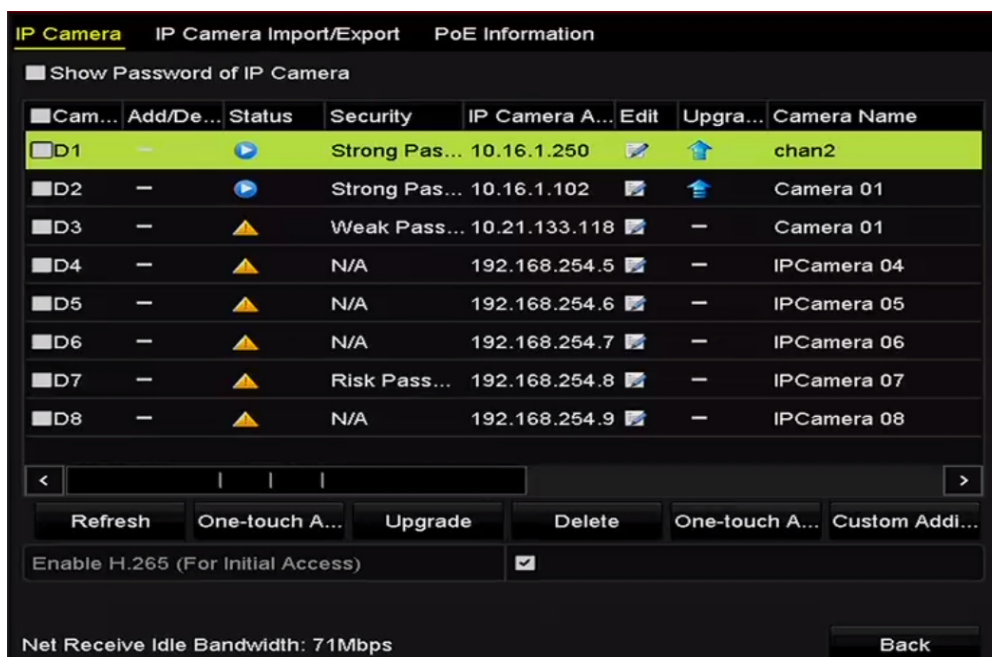 IP Camera IP Camera Import/Export PoE Information
Show Password of IP Camera
Cam... Add/De... Status Security IP Camera A... Edit Upgra... Camera Name
D1 – Strong Pas... 10.16.1.250 chan2
D2 – Strong Pas... 10.16.1.102 Camera 01
D3 – Weak Pass... 10.21.133.118 – Camera 01
D4 – N/A 192.168.254.5 – IPCamera 04
D5 – N/A 192.168.254.6 – IPCamera 05
D6 – N/A 192.168.254.7 – IPCamera 06
D7 – Risk Pass... 192.168.254.8 – IPCamera 07
D8 – N/A 192.168.254.9 – IPCamera 08
< >
Refresh One-touch A... Upgrade Delete One-touch A... Custom Addi...
Enable H.265 (For Initial Access)
Net Receive Idle Bandwidth: 71Mbps Back